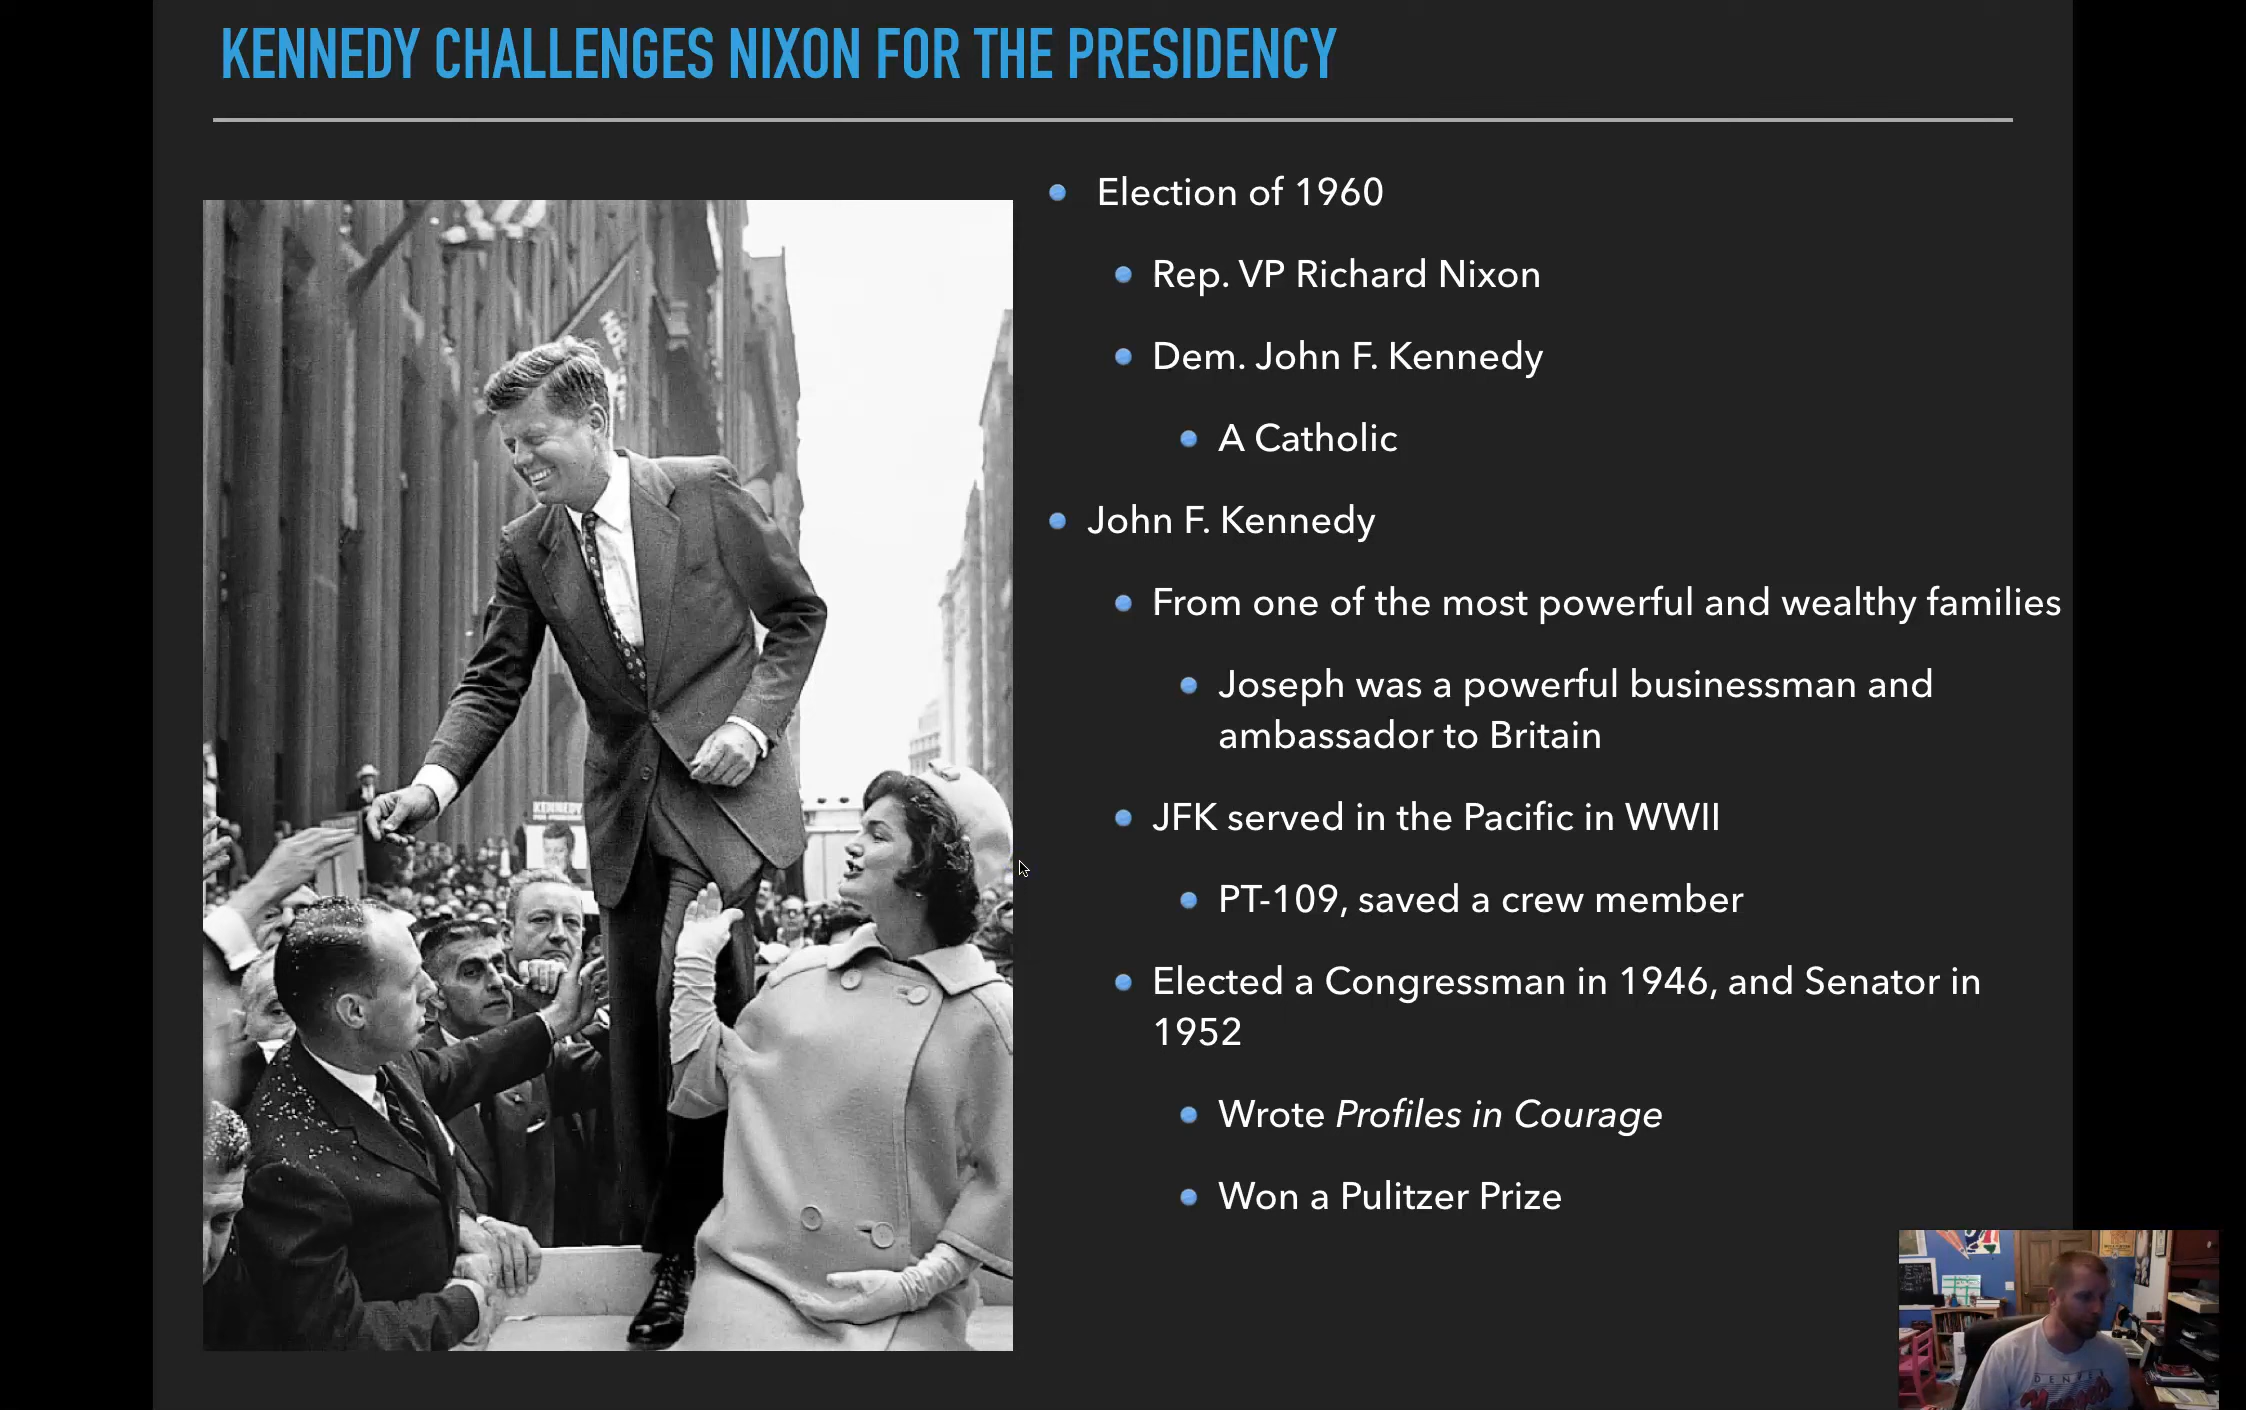 KENNEDY CHALLENGES NIXON FOR THE PRESIDENCY
Election of 1960
Rep. VP Richard Nixon
Dem. John F. Kennedy
A Catholic
John F. Kennedy
From one of the most powerful and wealthy families
Joseph was a powerful businessman and
ambassador to Britain
JFK served in the Pacific in WWII
PT-109, saved a crew member
Elected a Congressman in 1946, and Senator in
1952
Wrote Profiles in Courage
Won a Pulitzer Prize
KENNEDY